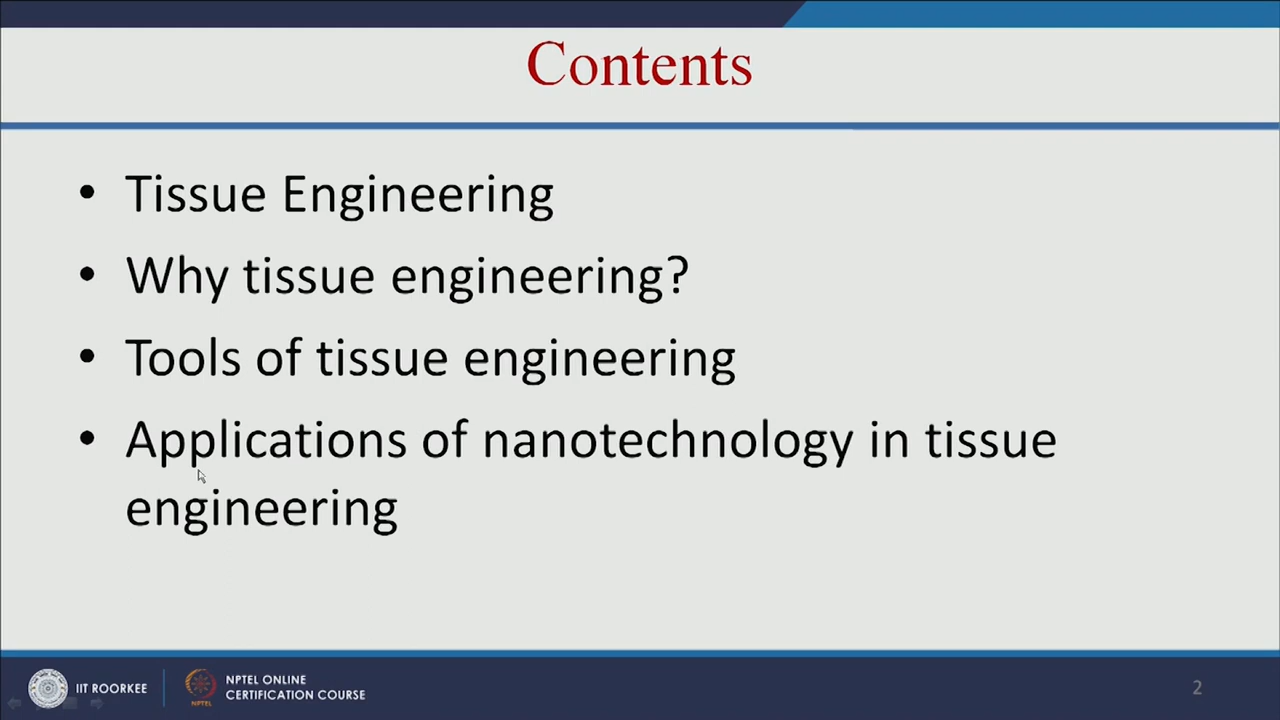 Contents
• Tissue Engineering
• Why tissue engineering?
• Tools of tissue engineering
• Applications of nanotechnology in tissue
engineering
IIT ROORKEE
NPTEL
NPTEL ONLINE
CERTIFICATION COURSE
2